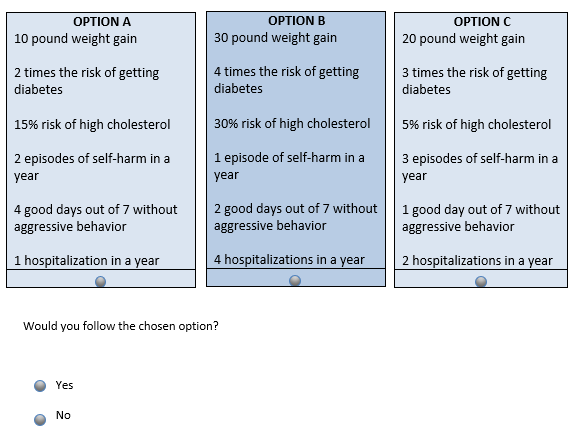 OPTION A
10 pound weight gain
2 times the risk of getting
diabetes
15% risk of high cholesterol
2 episodes of self-harm in a
year
4 good days out of 7 without
aggressive behavior
1 hospitalization in a year
OPTION B
30 pound weight gain
4 times the risk of getting
diabetes
30% risk of high cholesterol
1 episode of self-harm in a
year
2 good days out of 7 without
aggressive behavior
4 hospitalizations in a year
OPTION C
20 pound weight gain
3 times the risk of getting
diabetes
5% risk of high cholesterol
3 episodes of self-harm in a
year
1 good day out of 7 without
aggressive behavior
2 hospitalizations in a year
Would you follow the chosen option?
Yes
No